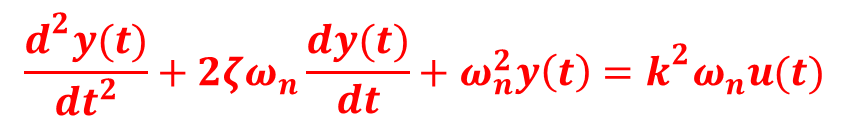 d²y(t)/dt² + 2ζωₙ dy(t)/dt + ωₙ²y(t) = k²ωₙu(t)